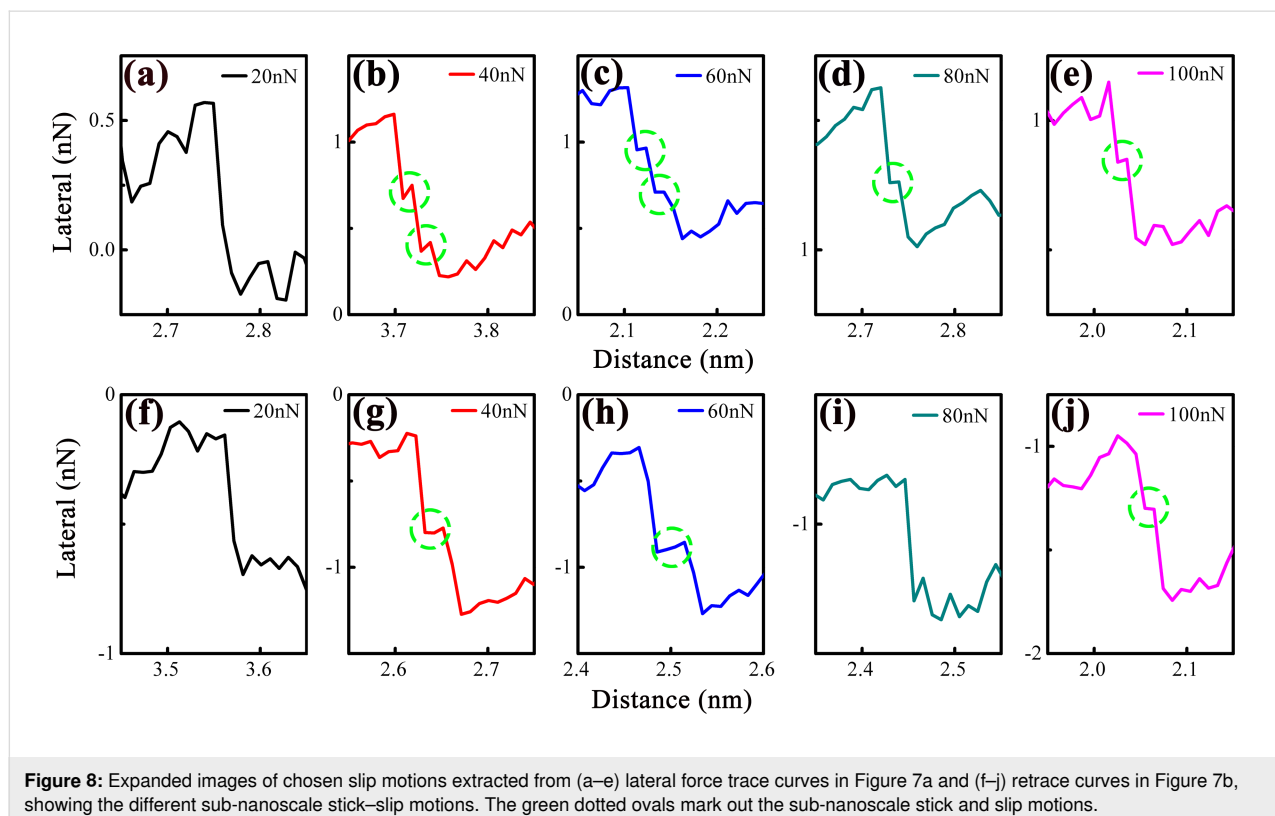 (a) 20nN (b) 40nN (c) 60nN (d) 80nN (e) 100nN
Lateral (nN)
0.5
0.0
1
0
1
0
1
1
2.7 2.8 3.7 3.8 2.1 2.2 2.7 2.8 2.0 2.1
Distance (nm)
(f) 20nN (g) 40nN (h) 60nN (i) 80nN (j) 100nN
Lateral (nN)
0
-1
0
-1
0
-1
-1
-1
-2
3.5 3.6 2.6 2.7 2.4 2.5 2.6 2.4 2.5 2.0 2.1
Distance (nm)
Figure 8: Expanded images of chosen slip motions extracted from (a–e) lateral force trace curves in Figure 7a and (f–j) retrace curves in Figure 7b,
showing the different sub-nanoscale stick–slip motions. The green dotted ovals mark out the sub-nanoscale stick and slip motions.